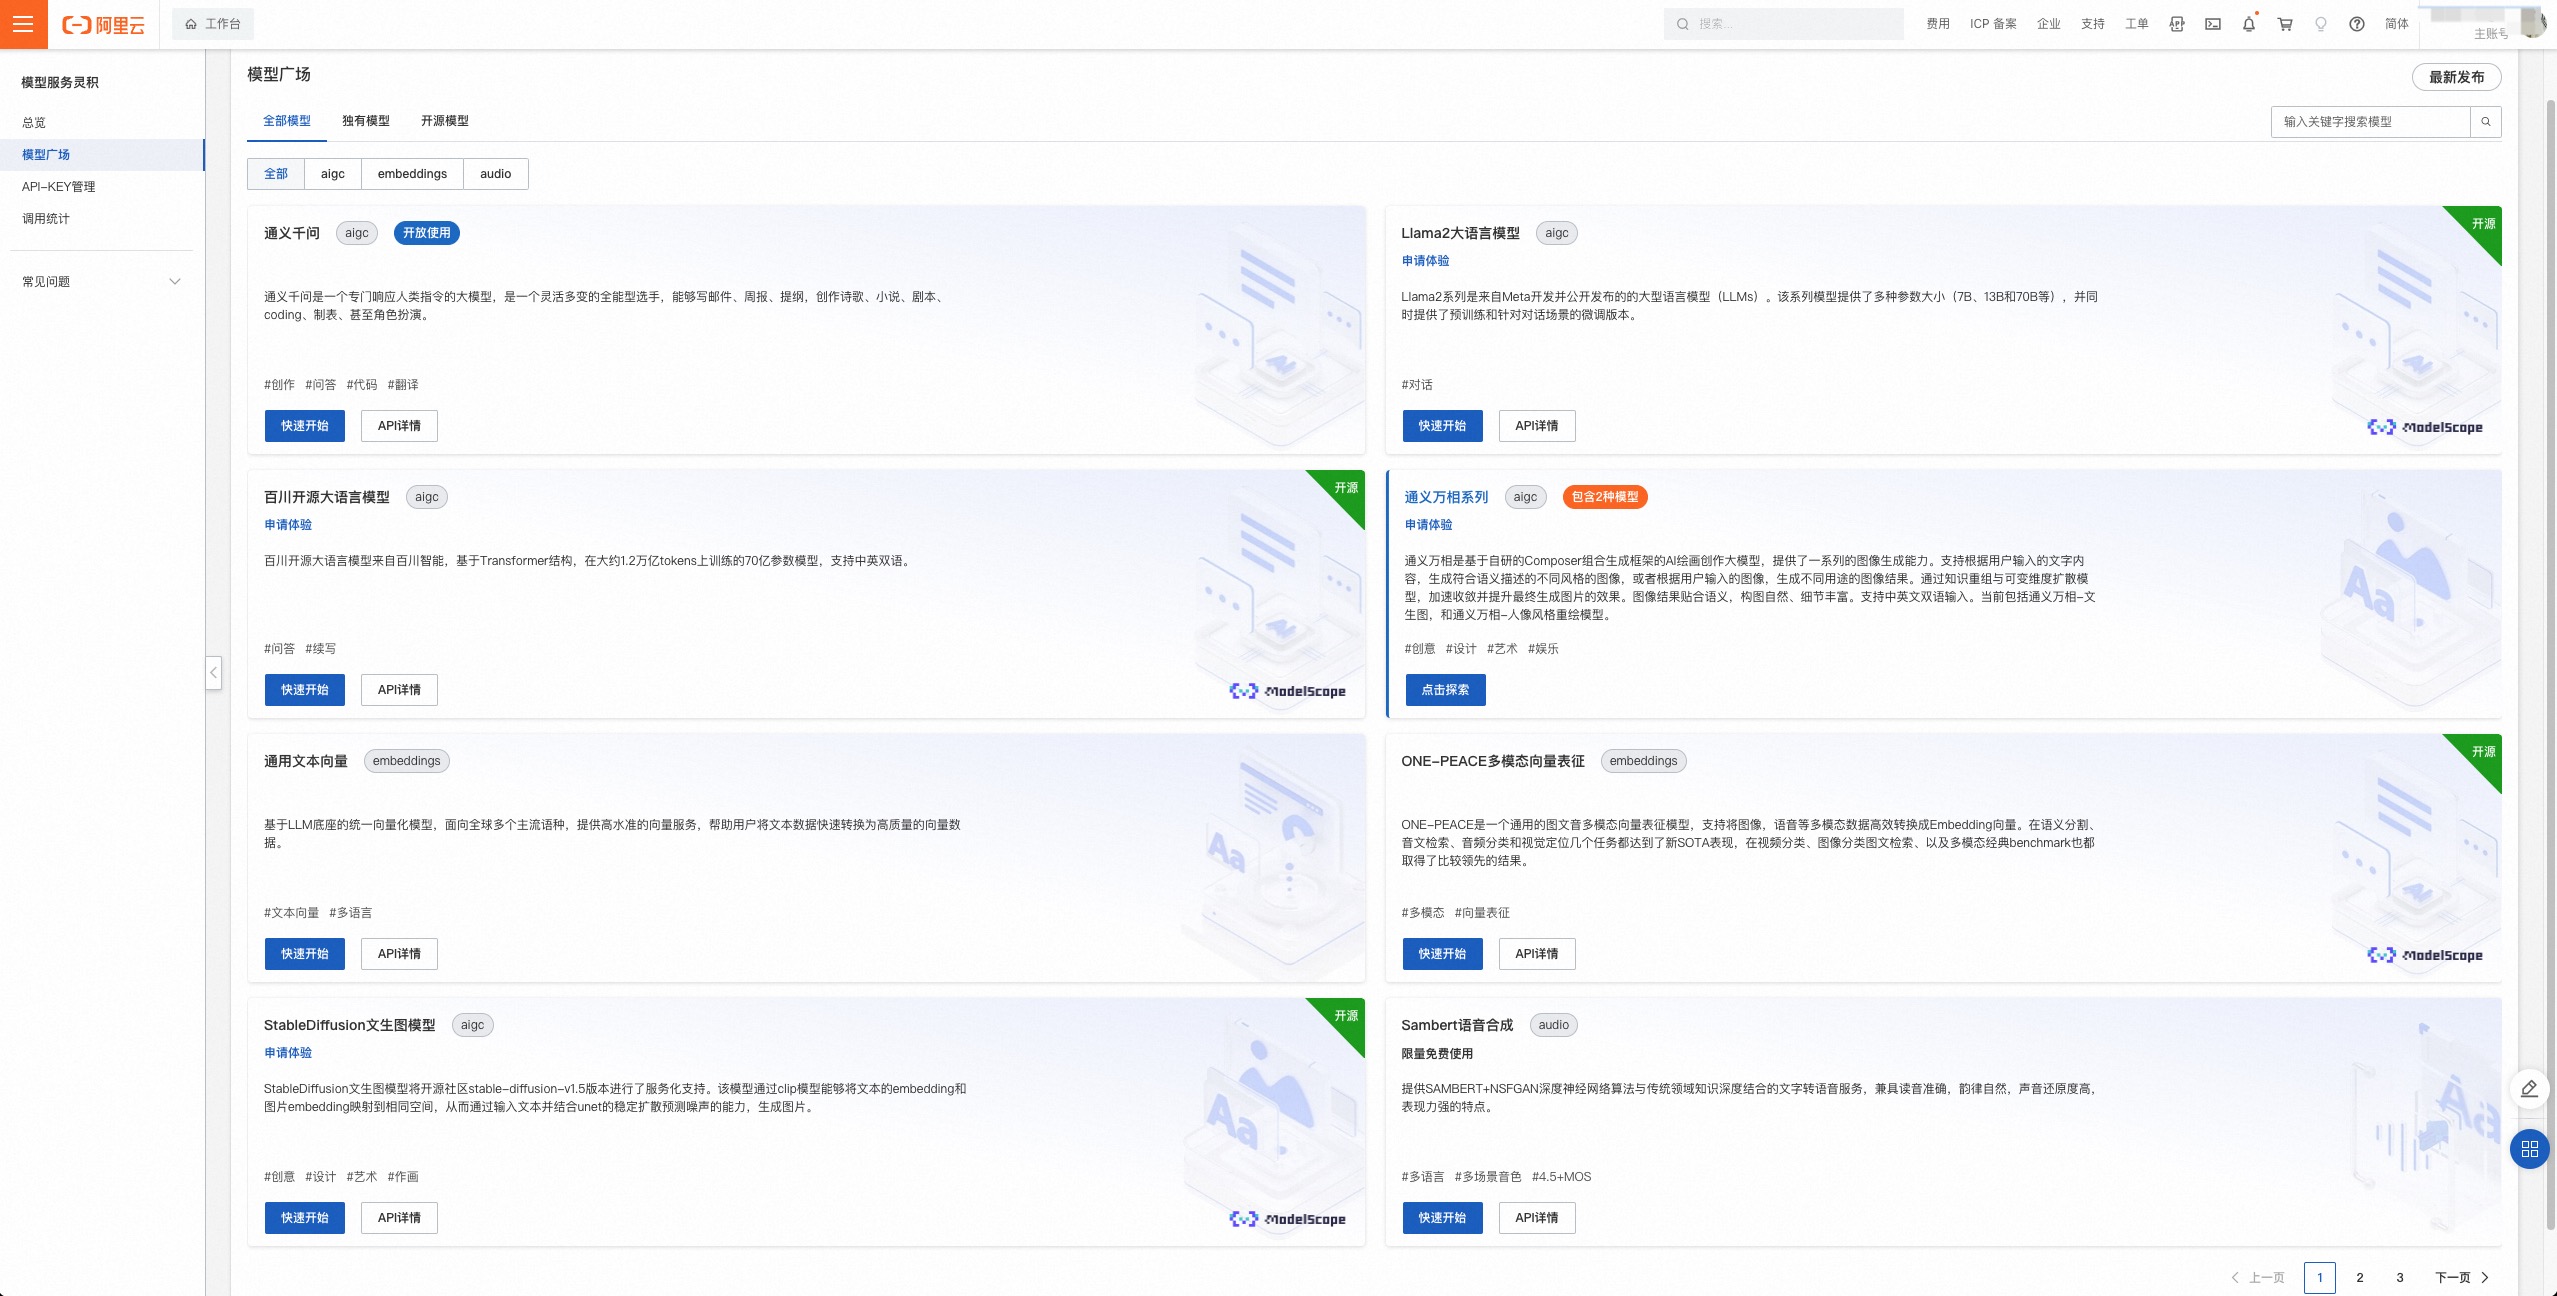 阿里云
工作台
搜索...
费用 ICP 备案 企业 支持 工单 简体
主账号
模型服务灵积
总览
模型广场
API-KEY管理
调用统计
常见问题
模型广场
最新发布
全部模型 独有模型 开源模型
输入关键字搜索模型
全部 aigc embeddings audio
通义千问 aigc 开放使用
通义千问是一个专门响应人类指令的大模型，是一个灵活多变的全能型选手，能够写邮件、周报、提纲，创作诗歌、小说、剧本、
coding、制表、甚至角色扮演。
#创作 #问答 #代码 #翻译
快速开始 API详情
Llama2大语言模型 aigc
开源
申请体验
Llama2系列是来自Meta开发并公开发布的的大型语言模型（LLMs）。该系列模型提供了多种参数大小（7B、13B和70B等），并同
时提供了预训练和针对对话场景的微调版本。
#对话
快速开始 API详情
ModelScope
百川开源大语言模型 aigc
开源
申请体验
百川开源大语言模型来自百川智能，基于Transformer结构，在大约1.2万亿tokens上训练的70亿参数模型，支持中英双语。
#问答 #续写
快速开始 API详情
ModelScope
通义万相系列 aigc 包含2种模型
申请体验
通义万相是基于自研的Composer组合生成框架的AI绘画创作大模型，提供了一系列的图像生成能力。支持根据用户输入的文字内
容，生成符合语义描述的不同风格的图像，或者根据用户输入的图像，生成不同用途的图像结果。通过知识重组与可变维度扩散模
型，加速收敛并提升最终生成图片的效果。图像结果贴合语义，构图自然、细节丰富。支持中英文双语输入。当前包括通义万相-文
生图，和通义万相-人像风格重绘模型。
#创意 #设计 #艺术 #娱乐
点击探索
Aa
通用文本向量 embeddings
基于LLM底座的统一向量化模型，面向全球多个主流语种，提供高水准的向量服务，帮助用户将文本数据快速转换为高质量的向量数
据。
#文本向量 #多语言
快速开始 API详情
Aa
ONE-PEACE多模态向量表征 embeddings
开源
ONE-PEACE是一个通用的图文音多模态向量表征模型，支持将图像，语音等多模态数据高效转换成Embedding向量。在语义分割、
音文检索、音频分类和视觉定位几个任务都达到了新SOTA表现，在视频分类、图像分类图文检索、以及多模态经典benchmark也都
取得了比较领先的结果。
#多模态 #向量表征
快速开始 API详情
ModelScope
StableDiffusion文生图模型 aigc
开源
申请体验
StableDiffusion文生图模型将开源社区stable-diffusion-v1.5版本进行了服务化支持。该模型通过clip模型能够将文本的embedding和
图片embedding映射到相同空间，从而通过输入文本并结合unet的稳定扩散预测噪声的能力，生成图片。
#创意 #设计 #艺术 #作画
快速开始 API详情
Aa
ModelScope
Sambert语音合成 audio
限量免费使用
提供SAMBERT+NSFGAN深度神经网络算法与传统领域知识深度结合的文字转语音服务，兼具读音准确，韵律自然，声音还原度高，
表现力强的特点。
#多语言 #多场景音色 #4.5+MOS
快速开始 API详情
Aa
上一页 1 2 3 下一页